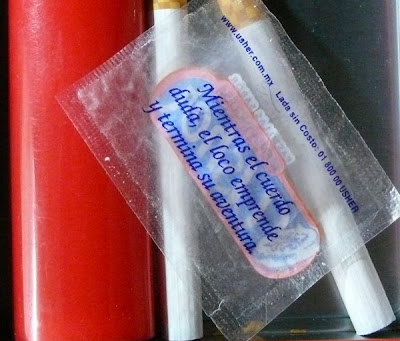 www.usher.com.mx
Lada sin Costo: 01 800 00 USHER
Mientras el cuerdo
duda, el loco emprende
y termina su aventura